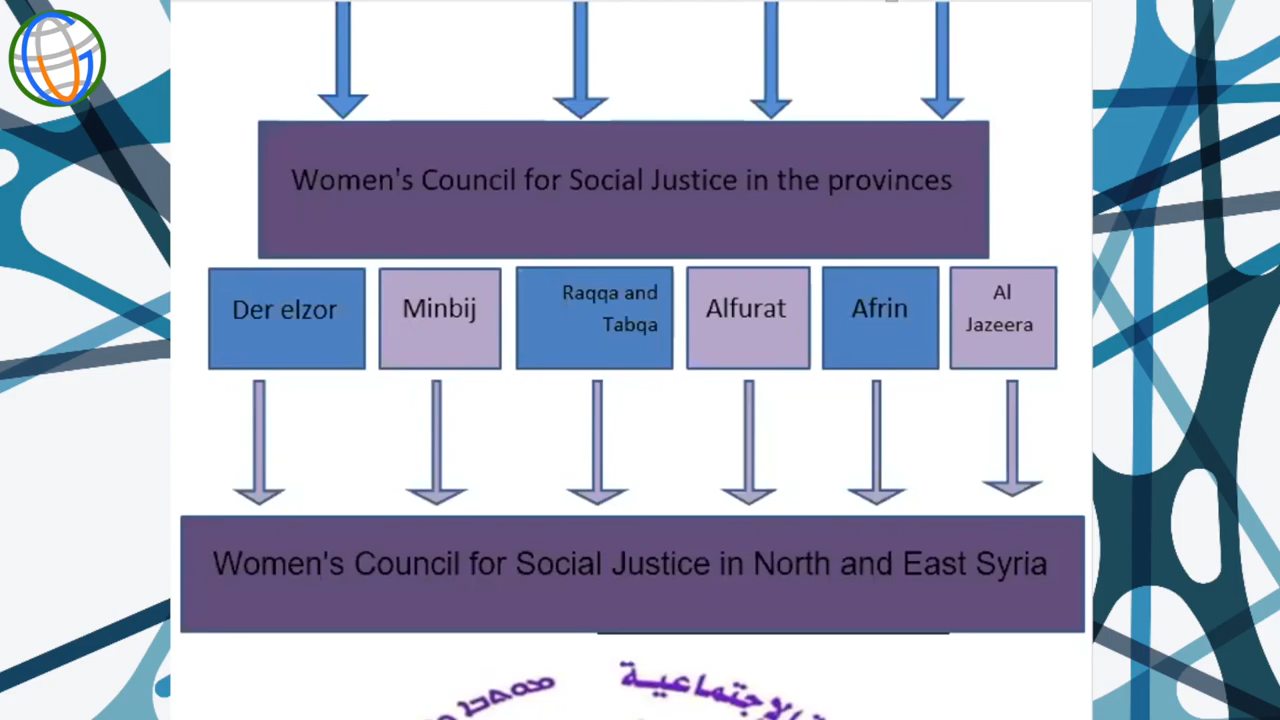 Women's Council for Social Justice in the provinces
Der elzor
Minbij
Raqqa and
Tabqa
Alfurat
Afrin
Al
Jazeera
Women's Council for Social Justice in North and East Syria
الإجتماعية